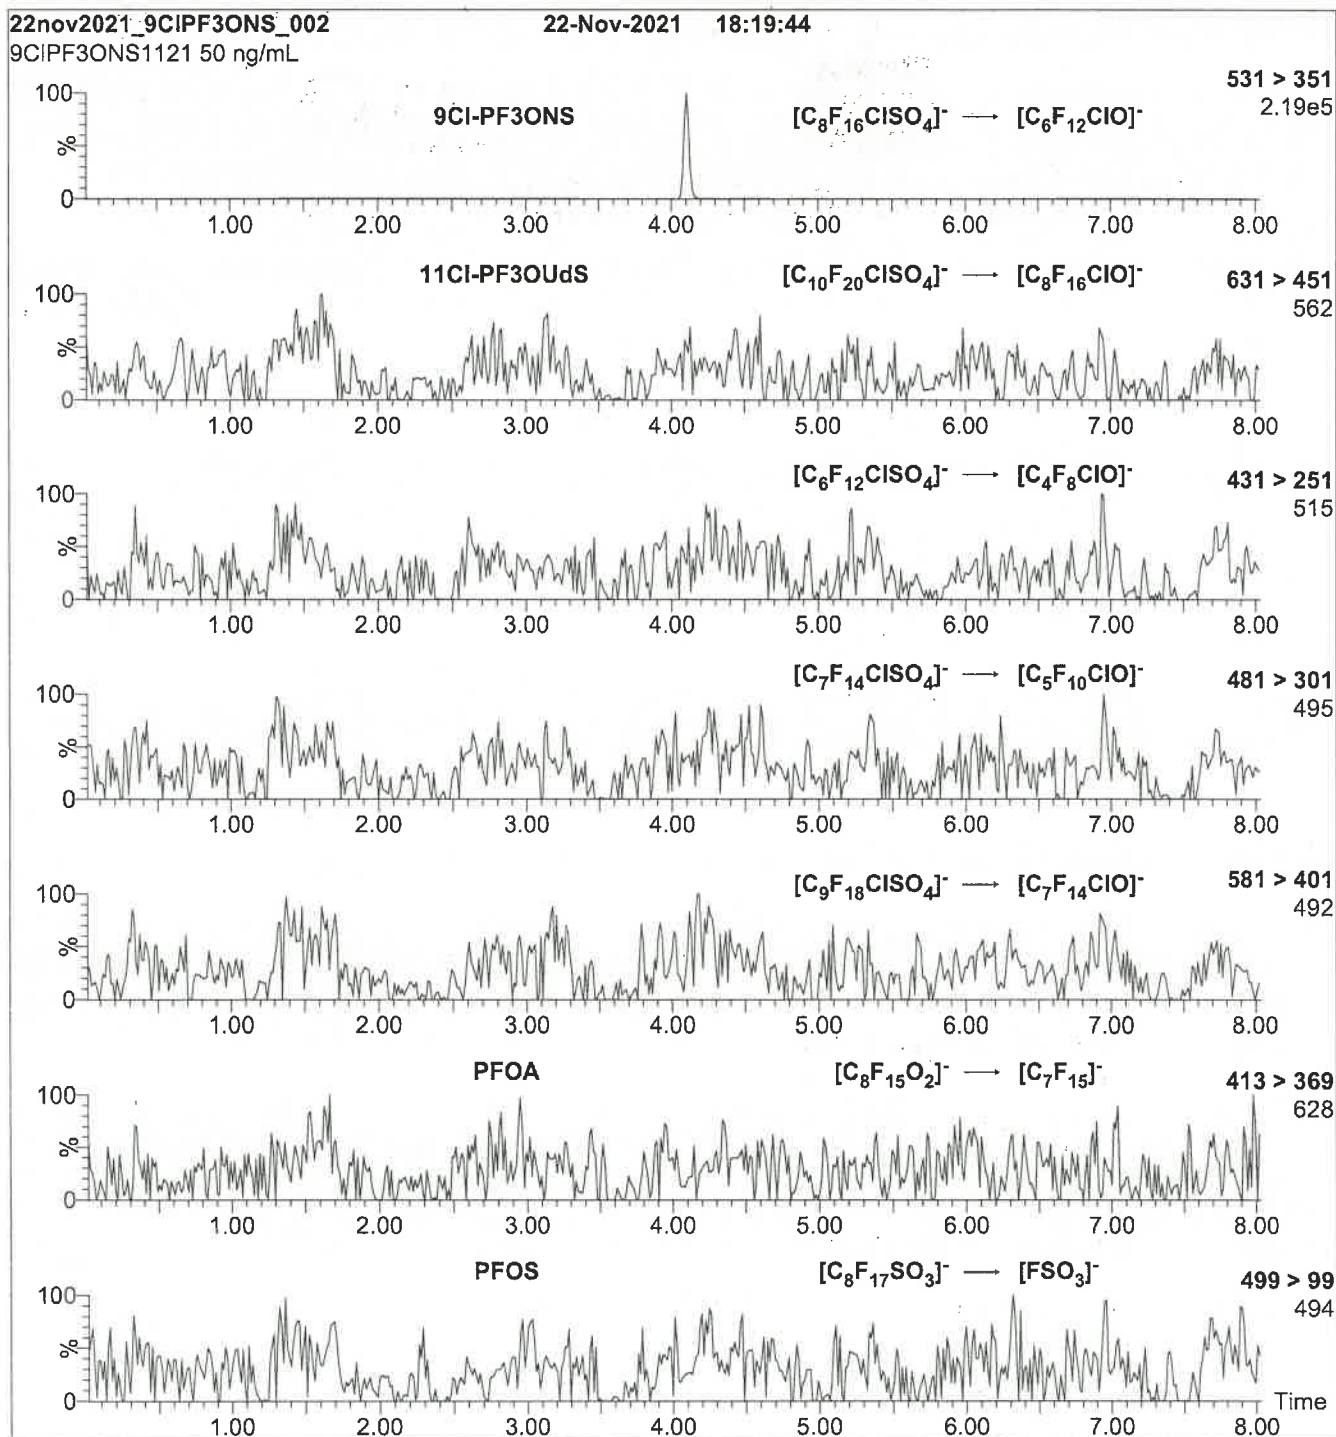 22nov2021_9ClPF3ONS_002 22-Nov-2021 18:19:44
9ClPF3ONS1121 50 ng/mL
531 > 351
2.19e5
9Cl-PF3ONS [C8F16ClSO4]- → [C6F12ClO]-
100
%
0
1.00 2.00 3.00 4.00 5.00 6.00 7.00 8.00
11Cl-PF3OUdS [C10F20ClSO4]- → [C8F16ClO]- 631 > 451
562
100
%
0
1.00 2.00 3.00 4.00 5.00 6.00 7.00 8.00
[C6F12ClSO4]- → [C4F8ClO]- 431 > 251
515
100
%
0
1.00 2.00 3.00 4.00 5.00 6.00 7.00 8.00
[C7F14ClSO4]- → [C5F10ClO]- 481 > 301
495
100
%
0
1.00 2.00 3.00 4.00 5.00 6.00 7.00 8.00
[C9F18ClSO4]- → [C7F14ClO]- 581 > 401
492
100
%
0
1.00 2.00 3.00 4.00 5.00 6.00 7.00 8.00
PFOA [C8F15O2]- → [C7F15]- 413 > 369
628
100
%
0
1.00 2.00 3.00 4.00 5.00 6.00 7.00 8.00
PFOS [C8F17SO3]- → [FSO3]- 499 > 99
494
100
%
0
Time
1.00 2.00 3.00 4.00 5.00 6.00 7.00 8.00